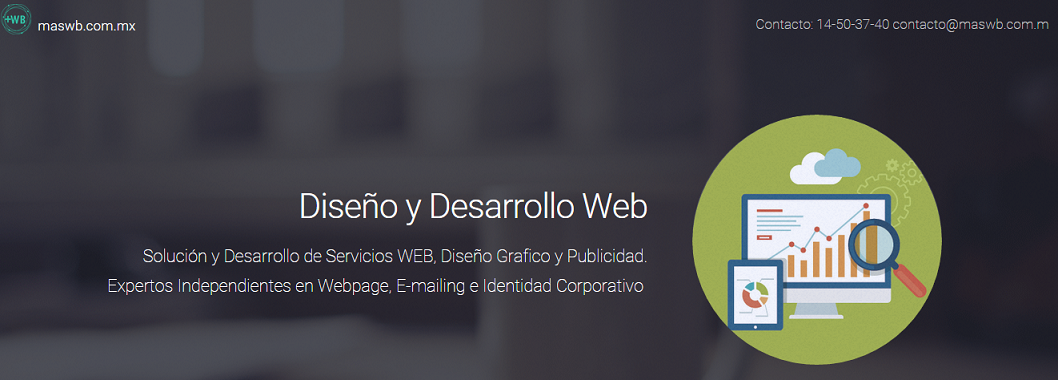 +WB
maswb.com.mx
Contacto: 14-50-37-40 contacto@maswb.com.m
Diseño y Desarrollo Web
Solución y Desarrollo de Servicios WEB, Diseño Grafico y Publicidad.
Expertos Independientes en Webpage, E-mailing e Identidad Corporativo